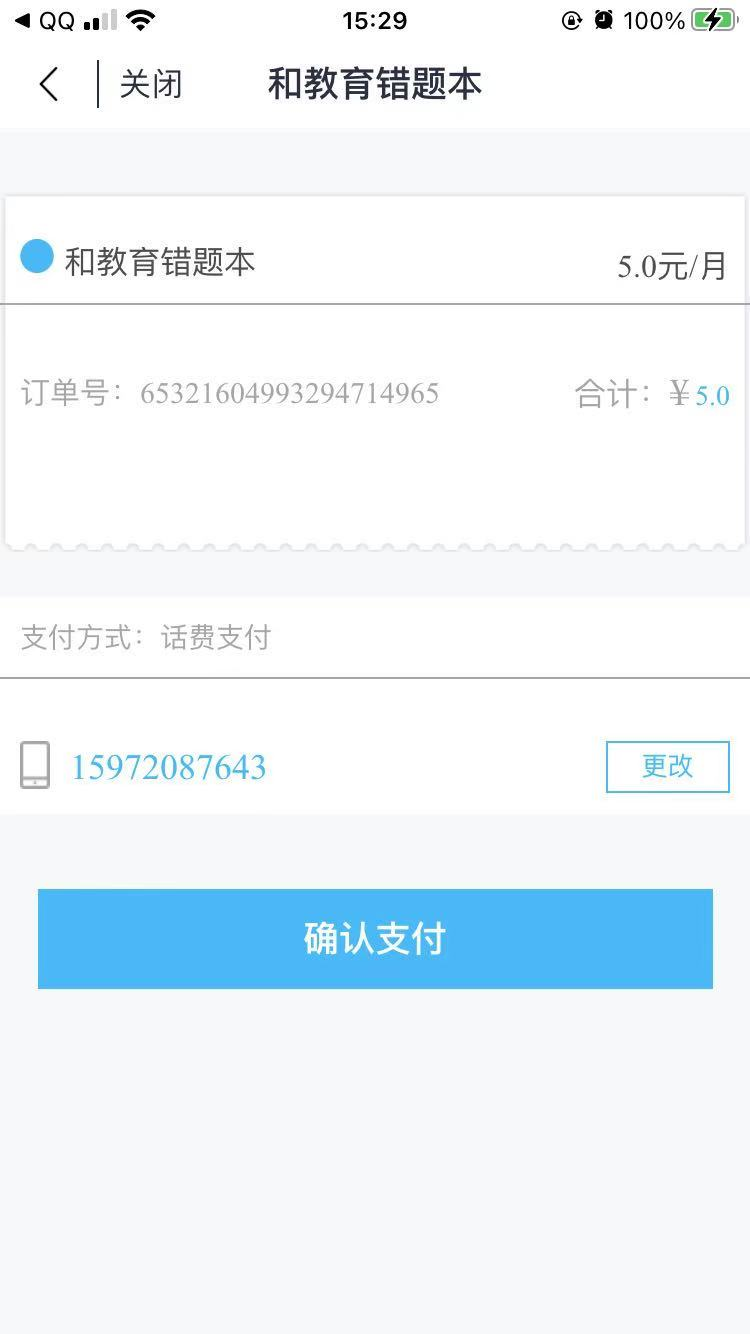 QQ 15:29 100%
关闭 和教育错题本
和教育错题本 5.0元/月
订单号：65321604993294714965 合计：￥5.0
支付方式：话费支付
15972087643 更改
确认支付